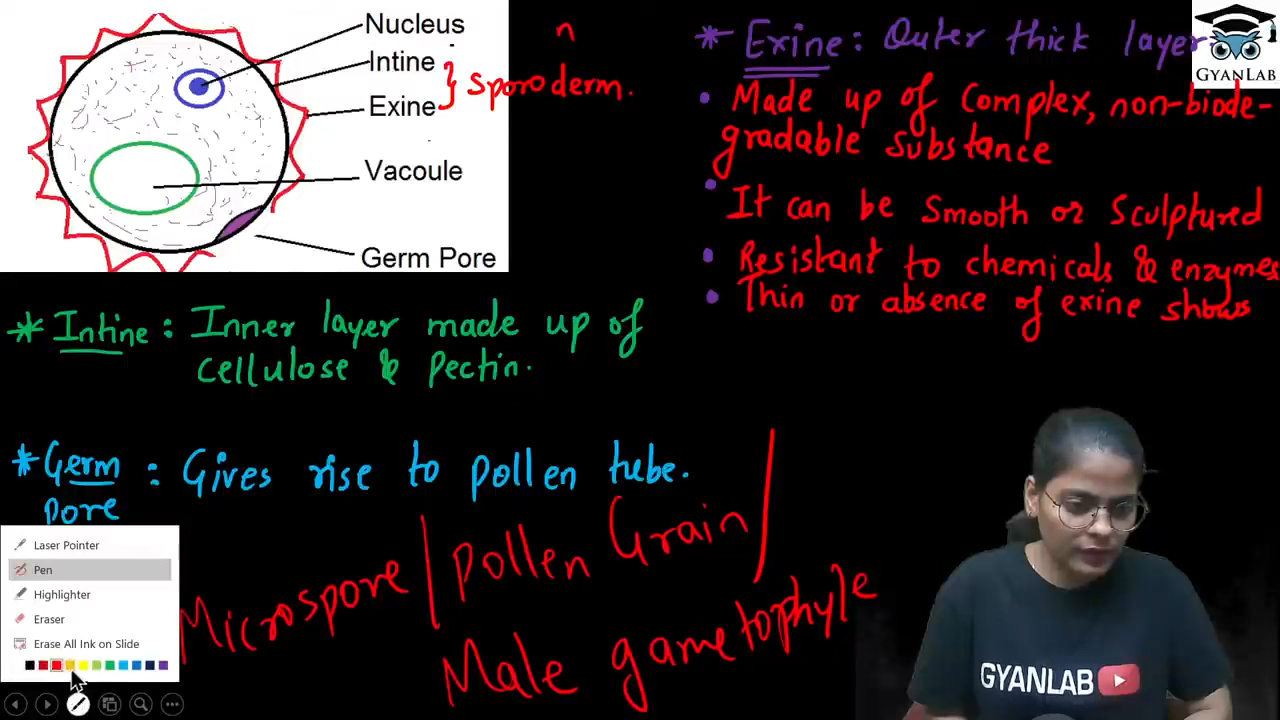 Nucleus
Intine
Exine
Vacoule
Germ Pore
n
} Sporoderm.
* Exine: Outer thick layer.
• Made up of complex, non-biode-
gradable substance
• It can be smooth or sculptured
• Resistant to chemicals & enzymes
• Thin or absence of exine shows
GYANLAB
* Intine: Inner layer made up of
cellulose & pectin.
* Germ pore : Gives rise to pollen tube.
Microspore / Pollen Grain /
Male gametophyle
Laser Pointer
Pen
Highlighter
Eraser
Erase All Ink on Slide
GYANLAB